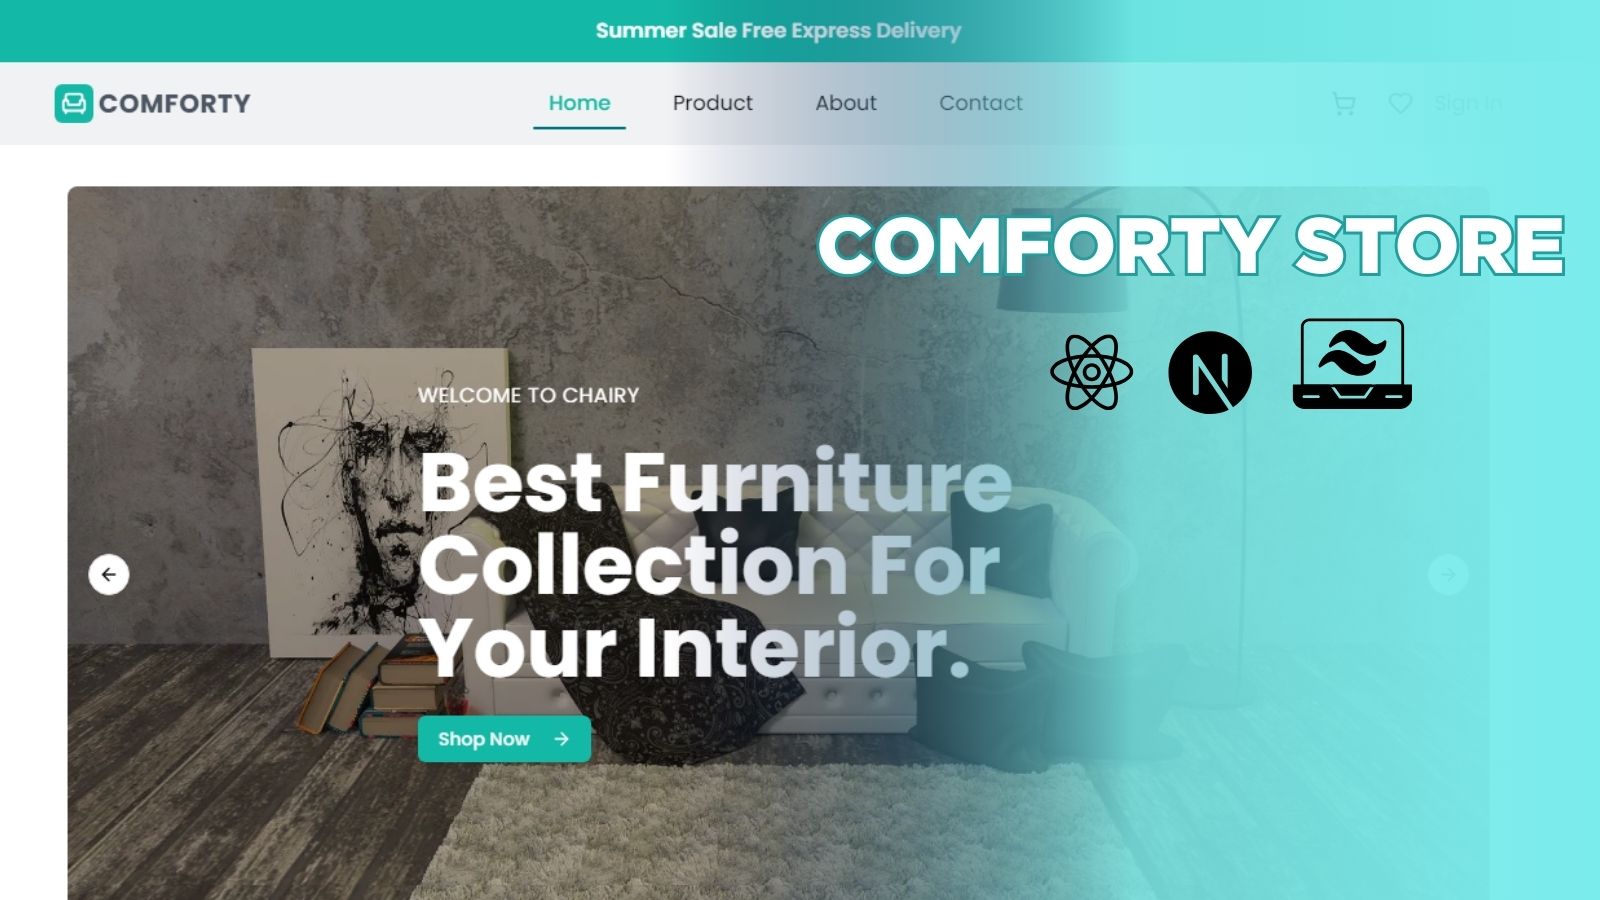 Summer Sale Free Express Delivery
COMFORTY
Home
Product
About
Contact
Sign in
COMFORTY STORE
WELCOME TO CHAIRY
Best Furniture
Collection For
Your Interior.
Shop Now